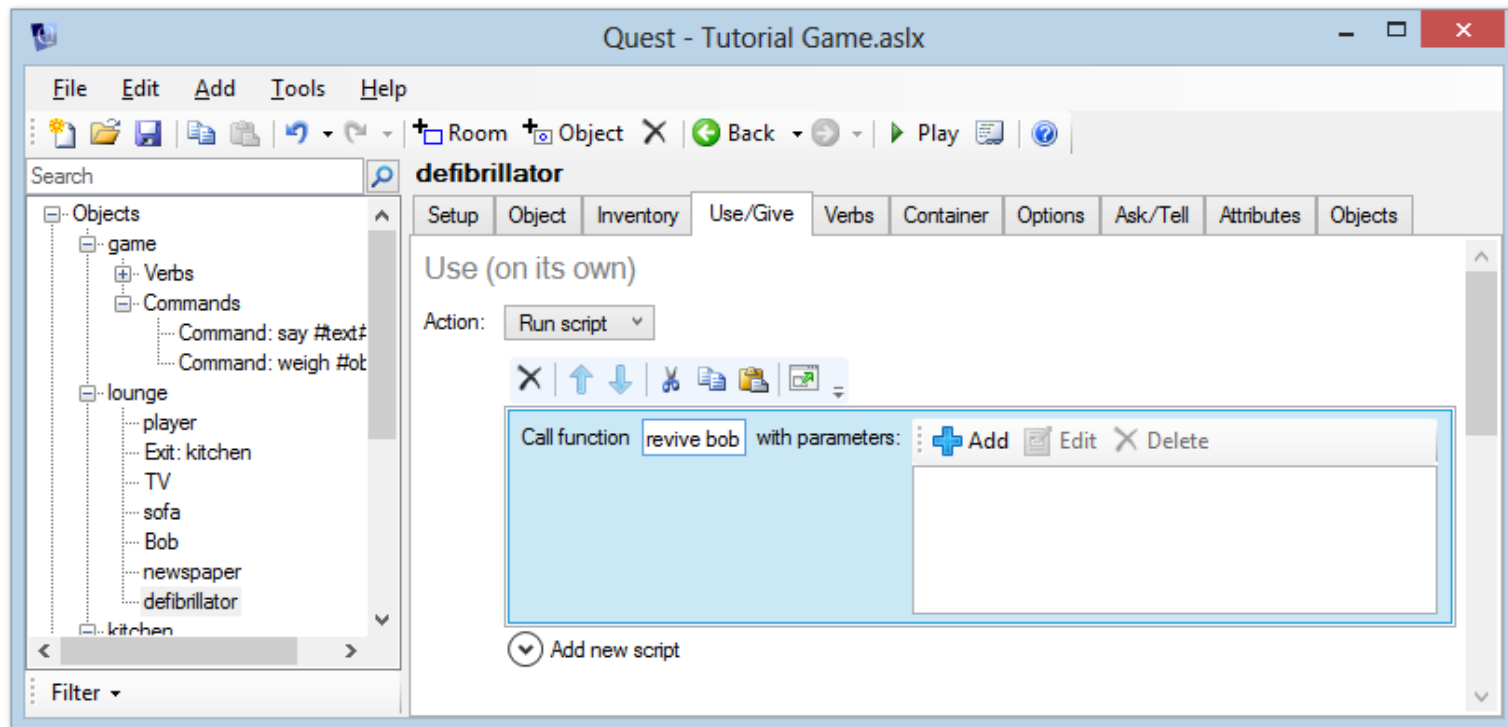 Quest - Tutorial Game.aslx
File Edit Add Tools Help
Room Object Back Play
Search
defibrillator
Setup Object Inventory Use/Give Verbs Container Options Ask/Tell Attributes Objects
Objects
game
Verbs
Commands
Command: say #text#
Command: weigh #ob
lounge
player
Exit: kitchen
TV
sofa
Bob
newspaper
defibrillator
kitchen
Filter
Use (on its own)
Action: Run script
Call function revive bob with parameters: Add Edit Delete
Add new script